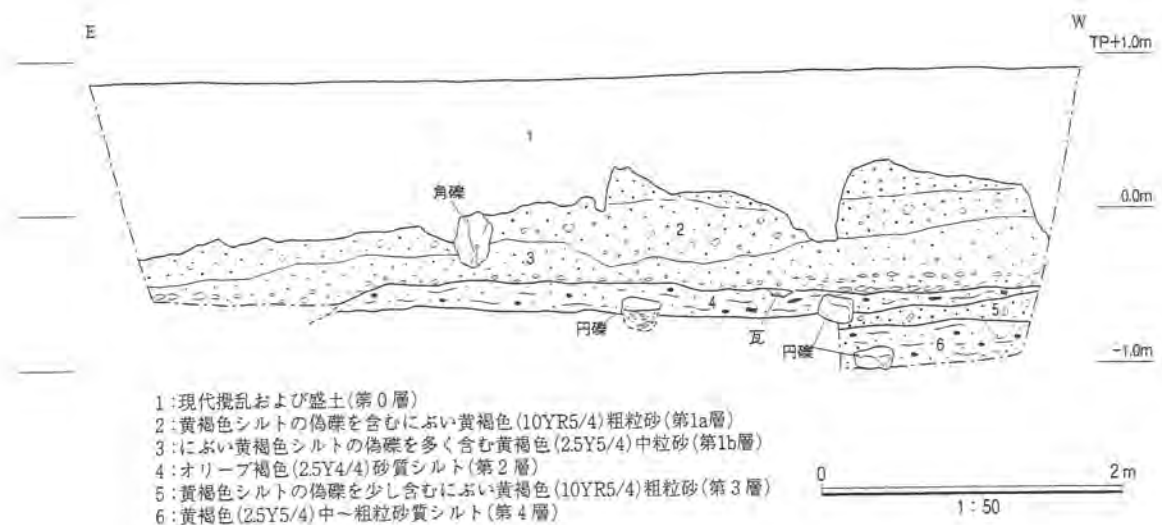 E
W
TP+1.0m
1
角礫
0.0m
2
3
4
5
円礫
瓦
円礫
6
-1.0m
1：現代攪乱および盛土(第0層)
2：黄褐色シルトの偽礫を含むにぶい黄褐色(10YR5/4)粗粒砂(第1a層)
3：にぶい黄褐色シルトの偽礫を多く含む黄褐色(2.5Y5/4)中粒砂(第1b層)
4：オリーブ褐色(2.5Y4/4)砂質シルト(第2層)
5：黄褐色シルトの偽礫を少し含むにぶい黄褐色(10YR5/4)粗粒砂(第3層)
6：黄褐色(2.5Y5/4)中～粗粒砂質シルト(第4層)
0
2m
1：50